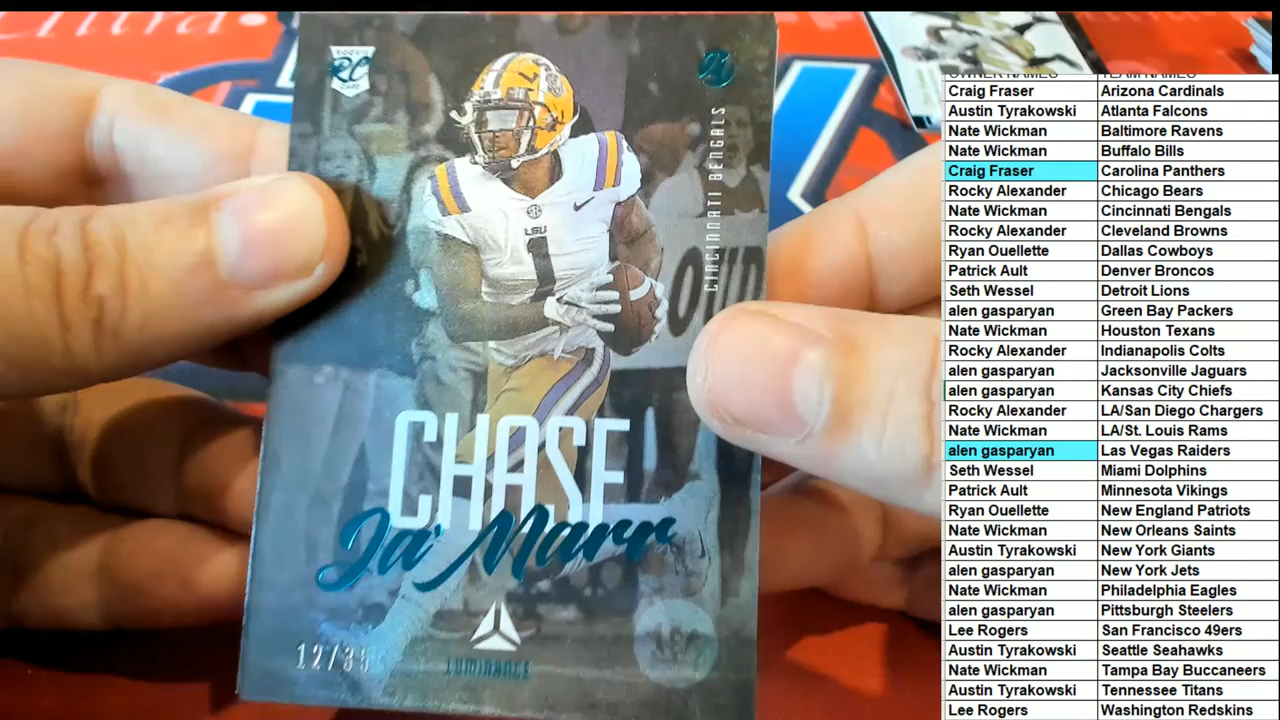 ROOKIE
RC
CARD
21
CINCINNATI BENGALS
LSU
1
CHASE
Ja'Marr
LUMINANCE
OWNER NAMES TEAM NAMES
Craig Fraser Arizona Cardinals
Austin Tyrakowski Atlanta Falcons
Nate Wickman Baltimore Ravens
Nate Wickman Buffalo Bills
Craig Fraser Carolina Panthers
Rocky Alexander Chicago Bears
Nate Wickman Cincinnati Bengals
Rocky Alexander Cleveland Browns
Ryan Ouellette Dallas Cowboys
Patrick Ault Denver Broncos
Seth Wessel Detroit Lions
alen gasparyan Green Bay Packers
Nate Wickman Houston Texans
Rocky Alexander Indianapolis Colts
alen gasparyan Jacksonville Jaguars
alen gasparyan Kansas City Chiefs
Rocky Alexander LA/San Diego Chargers
Nate Wickman LA/St. Louis Rams
alen gasparyan Las Vegas Raiders
Seth Wessel Miami Dolphins
Patrick Ault Minnesota Vikings
Ryan Ouellette New England Patriots
Nate Wickman New Orleans Saints
Austin Tyrakowski New York Giants
alen gasparyan New York Jets
Nate Wickman Philadelphia Eagles
alen gasparyan Pittsburgh Steelers
Lee Rogers San Francisco 49ers
Austin Tyrakowski Seattle Seahawks
Nate Wickman Tampa Bay Buccaneers
Austin Tyrakowski Tennessee Titans
Lee Rogers Washington Redskins